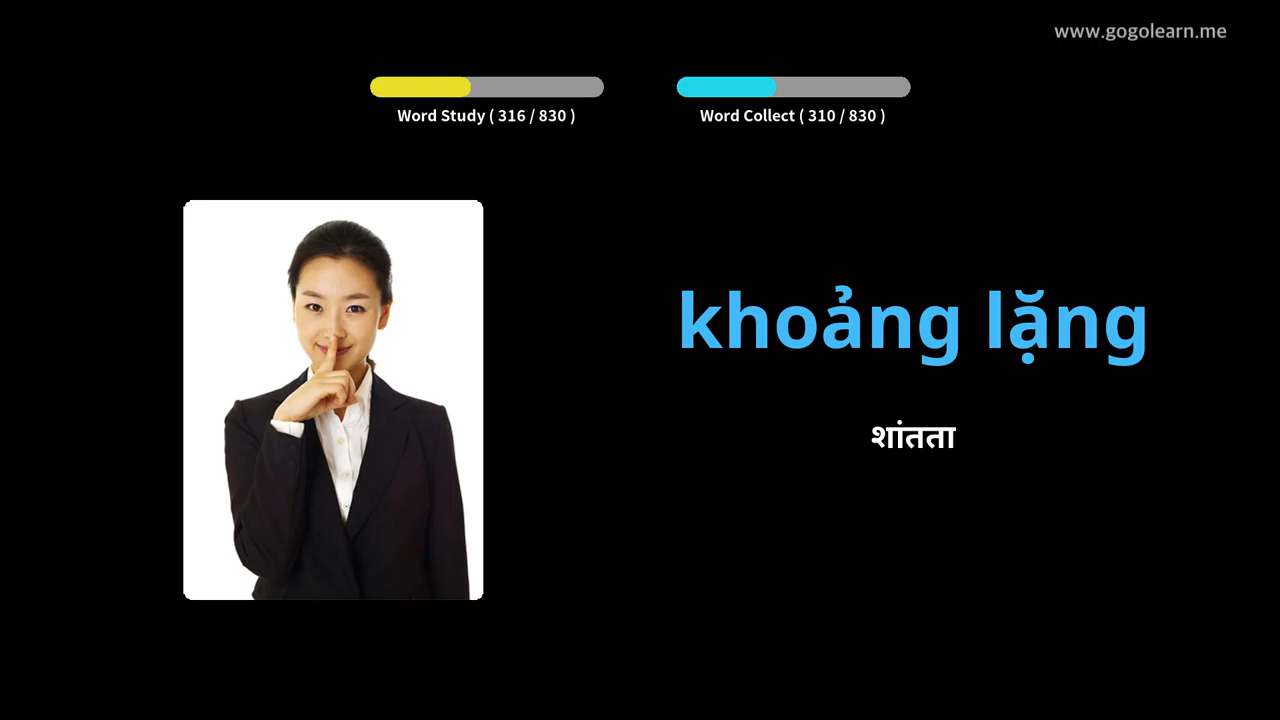 www.gogolearn.me
Word Study ( 316 / 830 )
Word Collect ( 310 / 830 )
khoảng lặng
शांतता